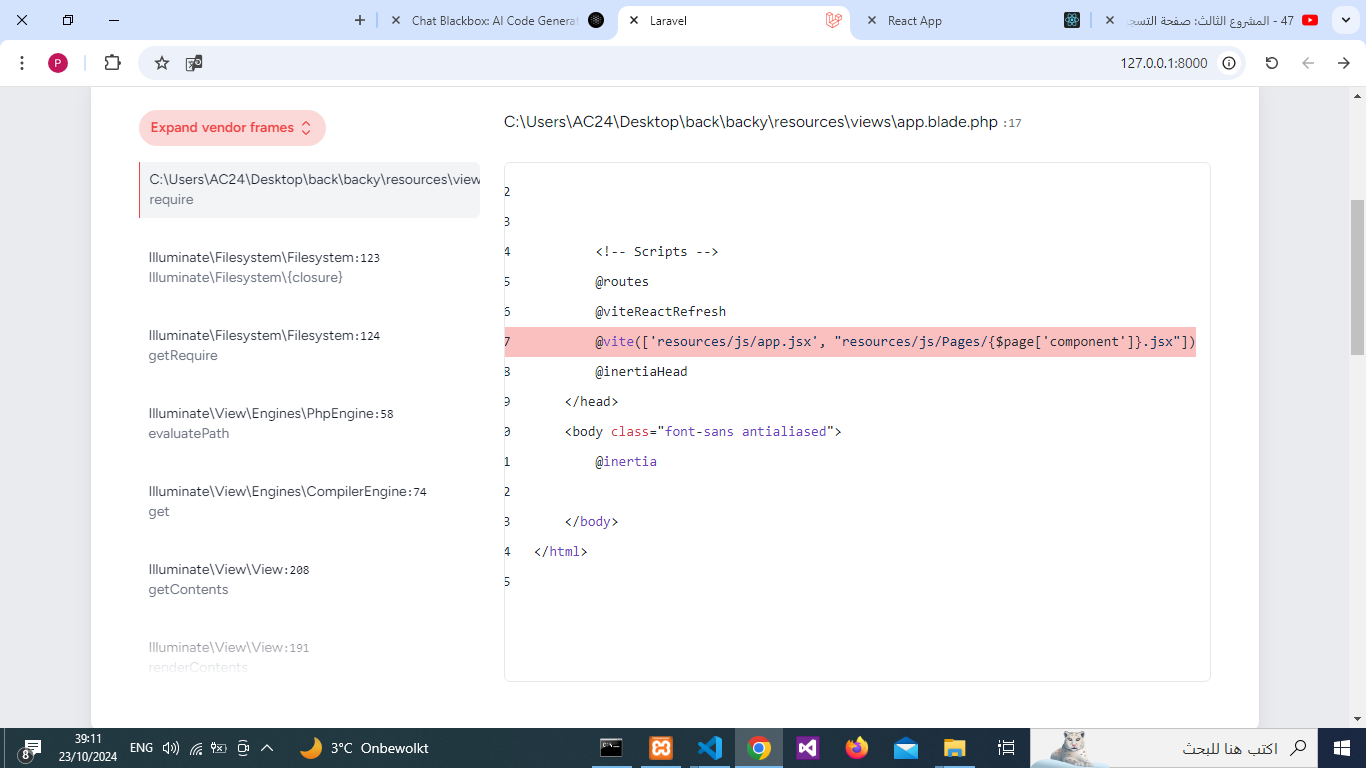 Chat Blackbox: AI Code Genera
Laravel
React App
47 - المشروع الثالث: صفحة التسج
P
127.0.0.1:8000
Expand vendor frames
C:\Users\AC24\Desktop\back\backy\resources\views\app.blade.php :17
C:\Users\AC24\Desktop\back\backy\resources\view
require
Illuminate\Filesystem\Filesystem:123
Illuminate\Filesystem\{closure}
Illuminate\Filesystem\Filesystem:124
getRequire
Illuminate\View\Engines\PhpEngine:58
evaluatePath
Illuminate\View\Engines\CompilerEngine:74
get
Illuminate\View\View:208
getContents
Illuminate\View\View:191
renderContents
2
3
4 <!-- Scripts -->
5 @routes
6 @viteReactRefresh
7 @vite(['resources/js/app.jsx', "resources/js/Pages/{$page['component']}.jsx"])
8 @inertiaHead
9 </head>
0 <body class="font-sans antialiased">
1 @inertia
2
3 </body>
4 </html>
5
8
39:11
23/10/2024
ENG
3°C Onbewolkt
اكتب هنا للبحث